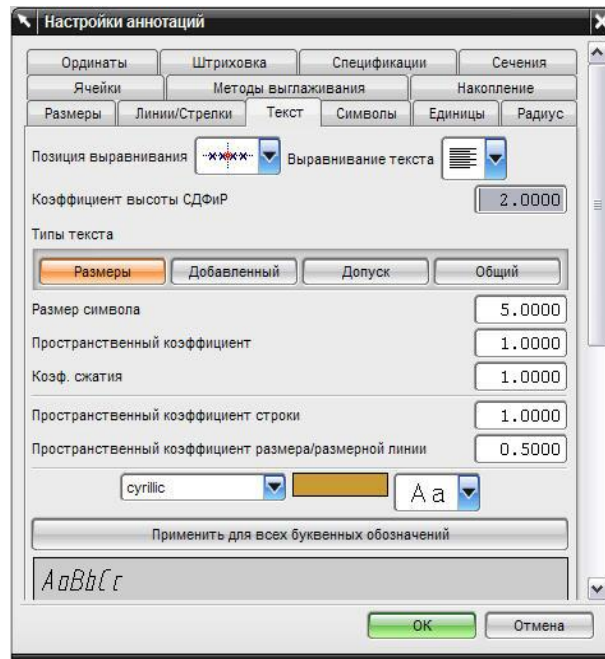 Настройки аннотаций
Ординаты Штриховка Спецификации Сечения
Ячейки Методы выглаживания Накопление
Размеры Линии/Стрелки Текст Символы Единицы Радиус
Позиция выравнивания Выравнивание текста
Коэффициент высоты СДФиР 2.0000
Типы текста
Размеры Добавленный Допуск Общий
Размер символа 5.0000
Пространственный коэффициент 1.0000
Коэф. сжатия 1.0000
Пространственный коэффициент строки 1.0000
Пространственный коэффициент размера/размерной линии 0.5000
cyrillic Aa
Применить для всех буквенных обозначений
AaBbCc
OK Отмена